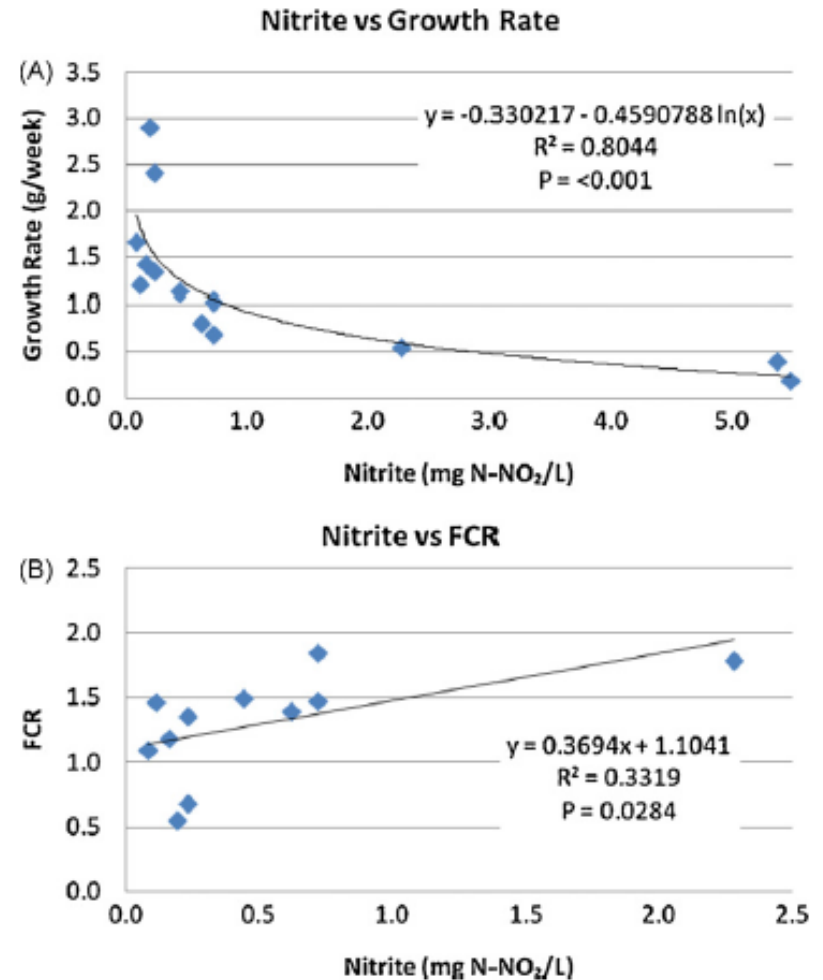 Nitrite vs Growth Rate
(A)
y = -0.330217 - 0.4590788 ln(x)
R² = 0.8044
P = <0.001
Growth Rate (g/week)
3.5
3.0
2.5
2.0
1.5
1.0
0.5
0.0
0.0 1.0 2.0 3.0 4.0 5.0
Nitrite (mg N-NO₂/L)
Nitrite vs FCR
(B)
FCR
2.5
2.0
1.5
1.0
0.5
0.0
y = 0.3694x + 1.1041
R² = 0.3319
P = 0.0284
0.0 0.5 1.0 1.5 2.0 2.5
Nitrite (mg N-NO₂/L)